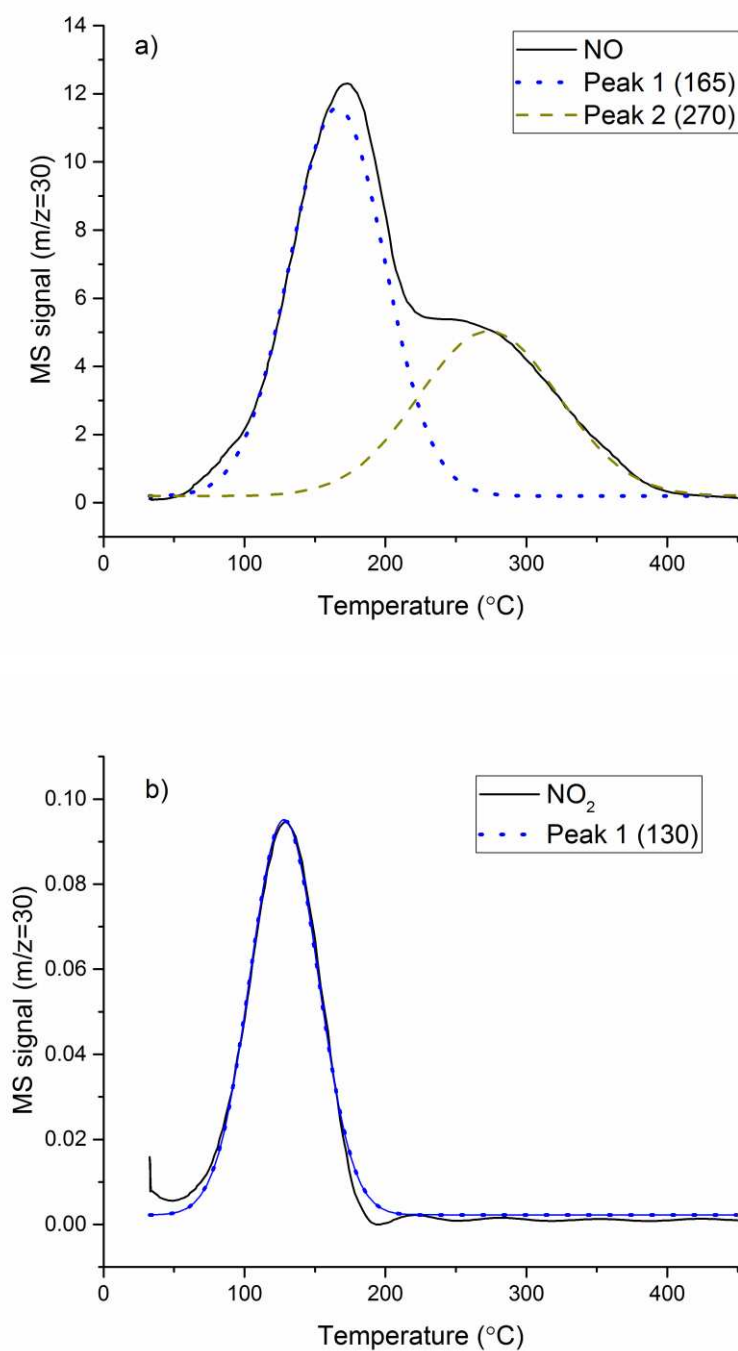 a)
NO
Peak 1 (165)
Peak 2 (270)
14
12
10
8
6
4
2
0
MS signal (m/z=30)
0 100 200 300 400
Temperature (°C)
b)
NO₂
Peak 1 (130)
0.10
0.08
0.06
0.04
0.02
0.00
MS signal (m/z=30)
0 100 200 300 400
Temperature (°C)